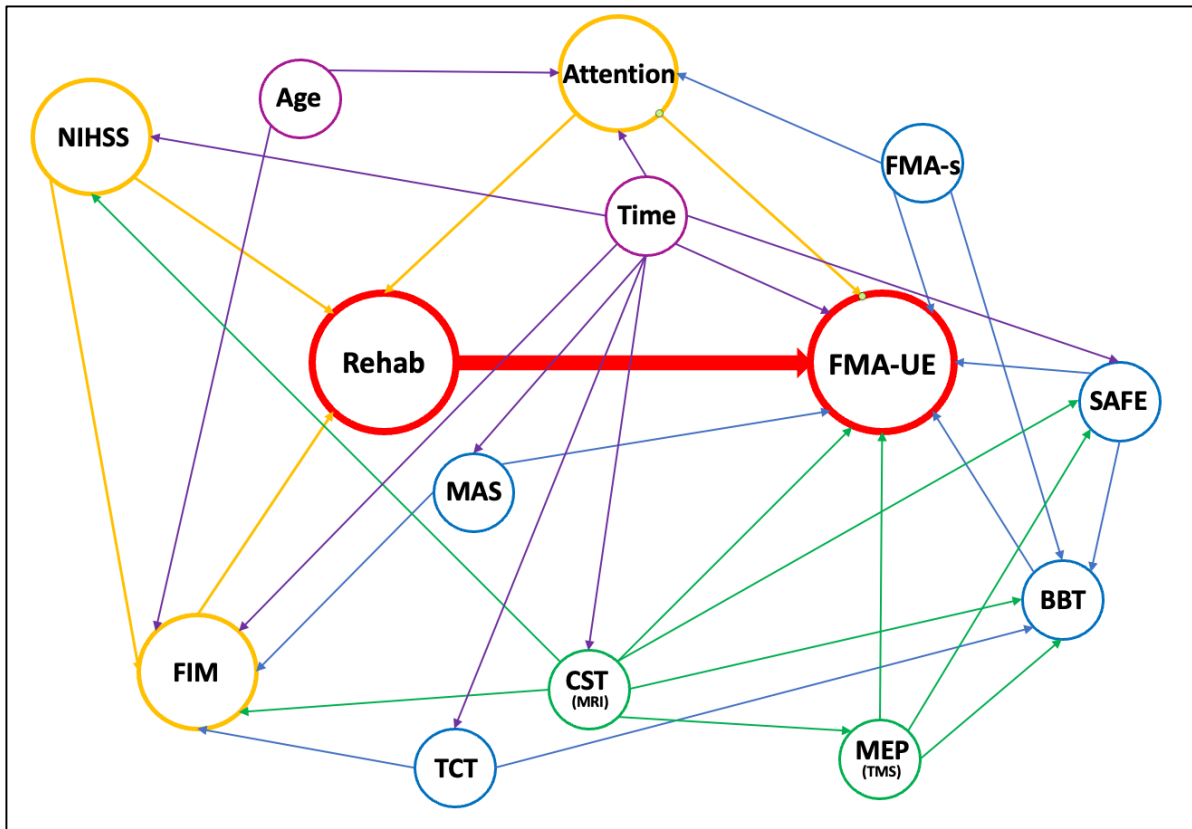 Attention
Age
NIHSS
FMA-s
Time
Rehab
FMA-UE
SAFE
MAS
BBT
FIM
CST
(MRI)
MEP
(TMS)
TCT